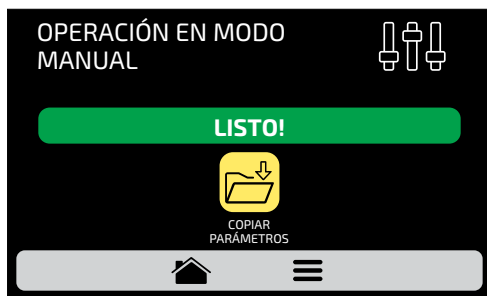 OPERACIÓN EN MODO
MANUAL
LISTO!
COPIAR
PARÁMETROS